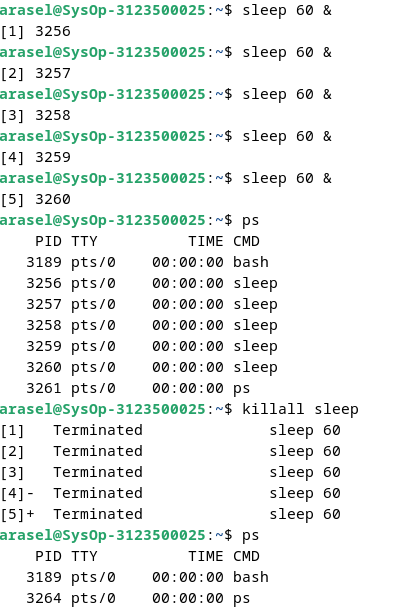 arasel@SysOp-3123500025:~$ sleep 60 &
[1] 3256
arasel@SysOp-3123500025:~$ sleep 60 &
[2] 3257
arasel@SysOp-3123500025:~$ sleep 60 &
[3] 3258
arasel@SysOp-3123500025:~$ sleep 60 &
[4] 3259
arasel@SysOp-3123500025:~$ sleep 60 &
[5] 3260
arasel@SysOp-3123500025:~$ ps
    PID TTY          TIME CMD
   3189 pts/0    00:00:00 bash
   3256 pts/0    00:00:00 sleep
   3257 pts/0    00:00:00 sleep
   3258 pts/0    00:00:00 sleep
   3259 pts/0    00:00:00 sleep
   3260 pts/0    00:00:00 sleep
   3261 pts/0    00:00:00 ps
arasel@SysOp-3123500025:~$ killall sleep
[1]   Terminated              sleep 60
[2]   Terminated              sleep 60
[3]   Terminated              sleep 60
[4]-  Terminated              sleep 60
[5]+  Terminated              sleep 60
arasel@SysOp-3123500025:~$ ps
    PID TTY          TIME CMD
   3189 pts/0    00:00:00 bash
   3264 pts/0    00:00:00 ps